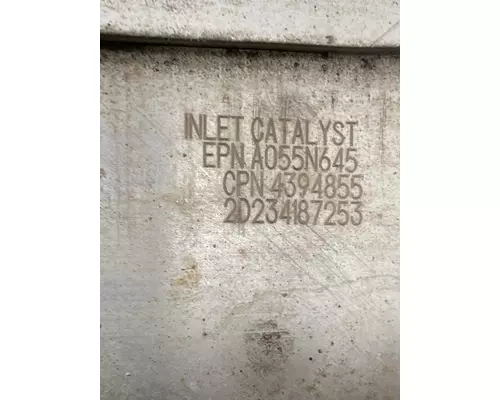 INLET CATALYST
EPN A055N645
CPN 4394855
2D234187253